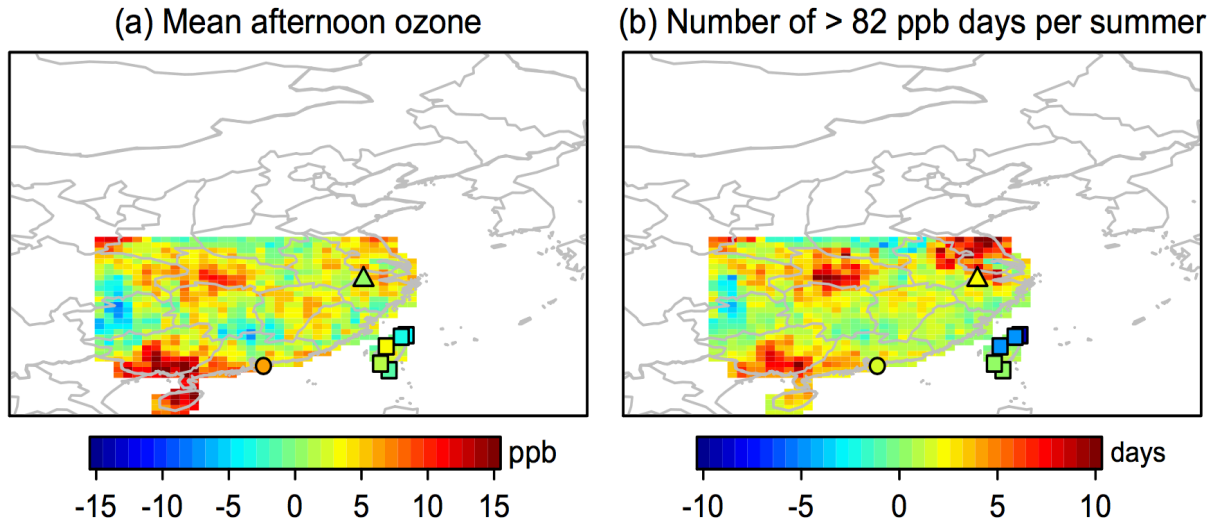 (a) Mean afternoon ozone
(b) Number of > 82 ppb days per summer
ppb
-15 -10 -5 0 5 10 15
days
-10 -5 0 5 10